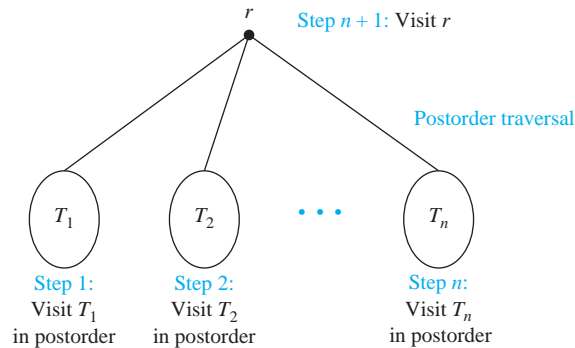 r
Step n + 1: Visit r
Postorder traversal
T₁
T₂
• • •
Tₙ
Step 1:
Visit T₁
in postorder
Step 2:
Visit T₂
in postorder
Step n:
Visit Tₙ
in postorder